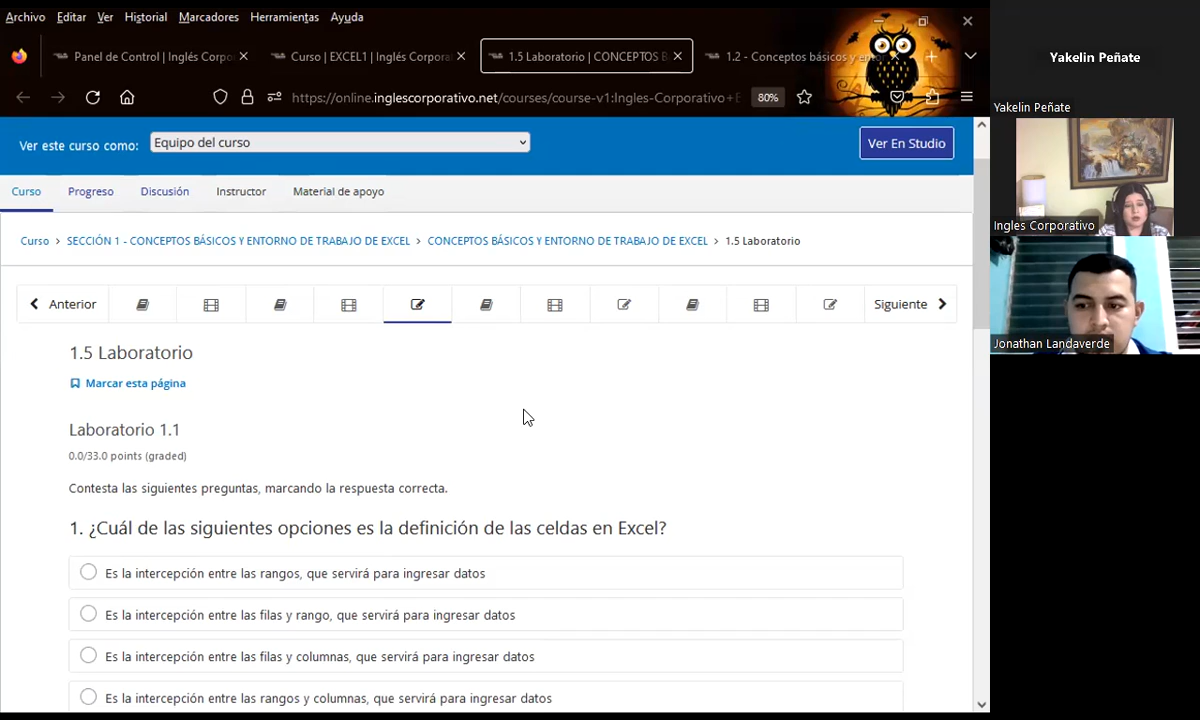 Archivo Editar Ver Historial Marcadores Herramientas Ayuda
Panel de Control | Inglés Corpo
Curso | EXCEL1 | Inglés Corpora
1.5 Laboratorio | CONCEPTOS B
1.2 - Conceptos básicos y en
https://online.inglescorporativo.net/courses/course-v1:Ingles-Corporativo+E
80%
Ver este curso como:
Equipo del curso
Ver En Studio
Curso Progreso Discusión Instructor Material de apoyo
Curso > SECCIÓN 1 - CONCEPTOS BÁSICOS Y ENTORNO DE TRABAJO DE EXCEL > CONCEPTOS BÁSICOS Y ENTORNO DE TRABAJO DE EXCEL > 1.5 Laboratorio
Anterior
Siguiente
1.5 Laboratorio
Marcar esta página
Laboratorio 1.1
0.0/33.0 points (graded)
Contesta las siguientes preguntas, marcando la respuesta correcta.
1. ¿Cuál de las siguientes opciones es la definición de las celdas en Excel?
Es la intercepción entre las rangos, que servirá para ingresar datos
Es la intercepción entre las filas y rango, que servirá para ingresar datos
Es la intercepción entre las filas y columnas, que servirá para ingresar datos
Es la intercepción entre las rangos y columnas, que servirá para ingresar datos
Yakelin Peñate
Yakelin Peñate
Ingles Corporativo
Jonathan Landaverde